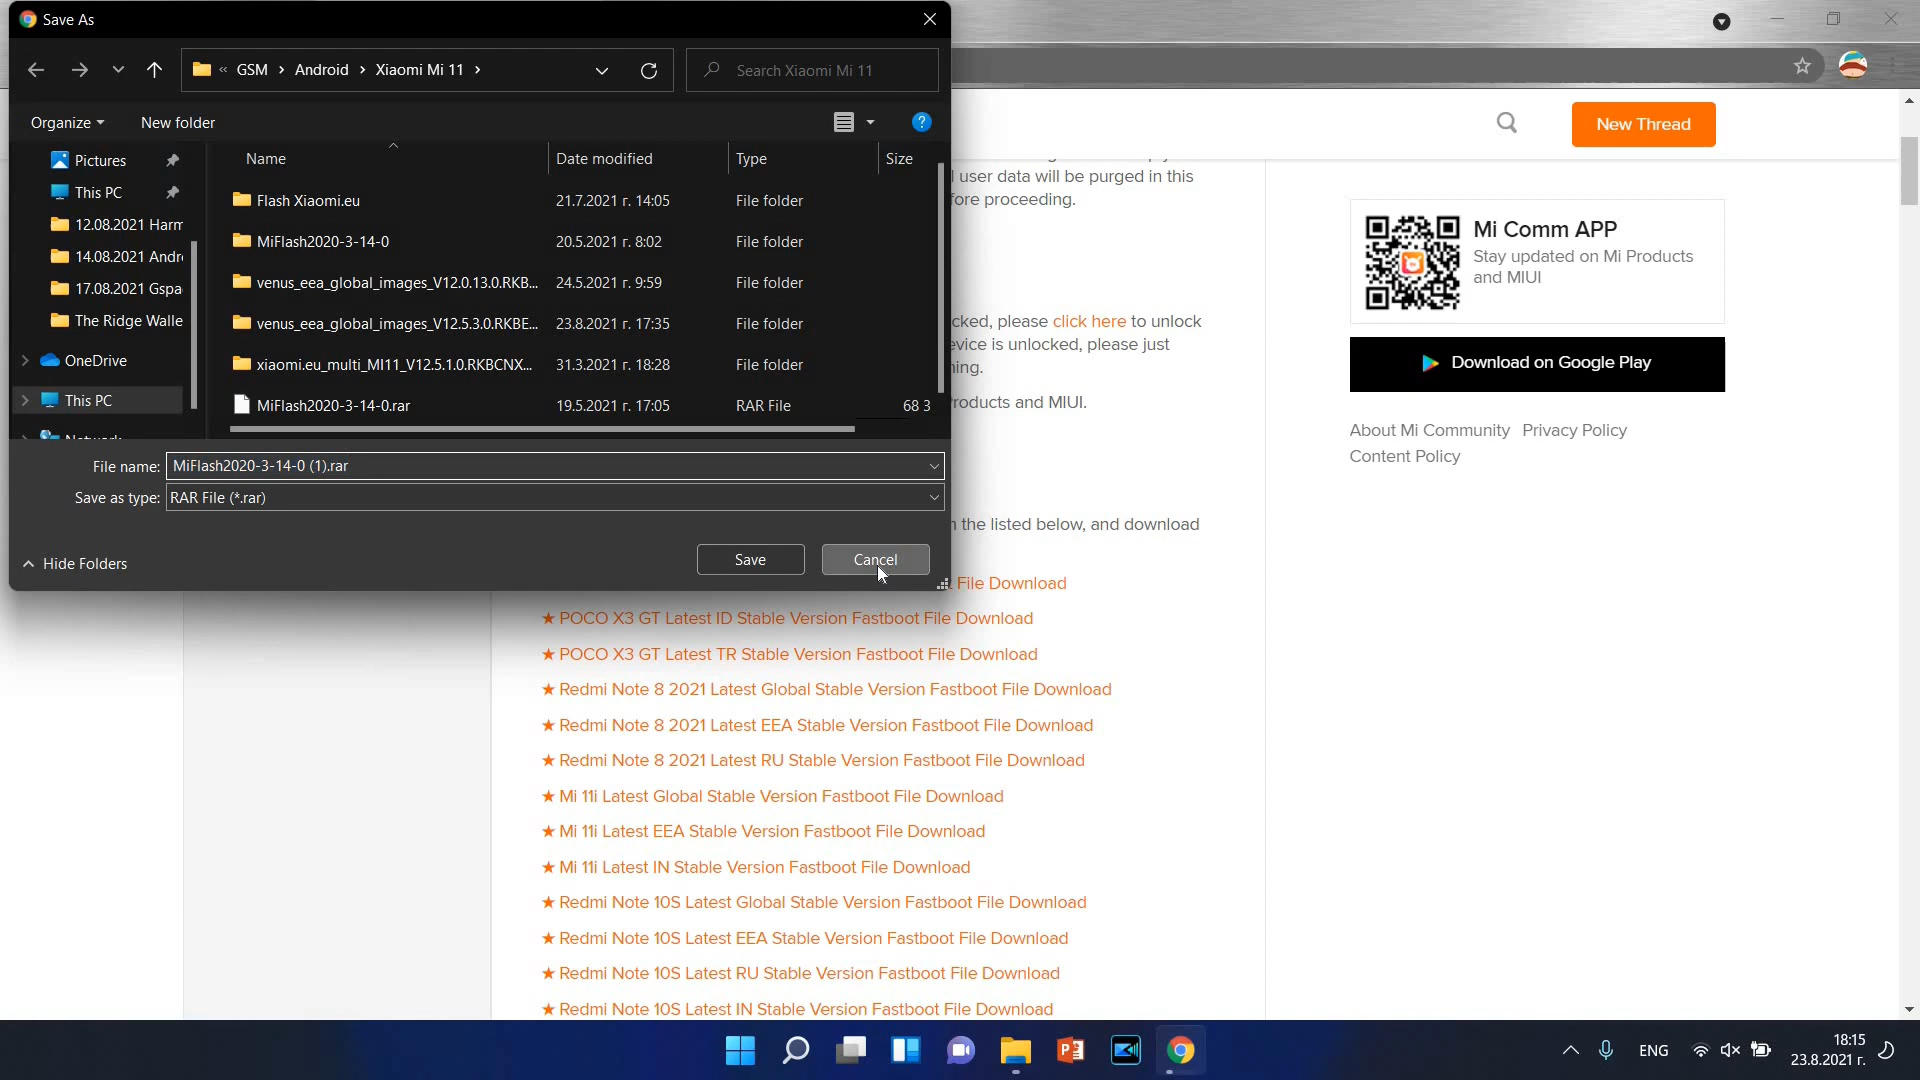 Save As
« GSM > Android > Xiaomi Mi 11 >
Search Xiaomi Mi 11
Organize
New folder
Name
Date modified
Type
Size
Pictures
This PC
12.08.2021 Harm
14.08.2021 Andr
17.08.2021 Gspa
The Ridge Walle
OneDrive
This PC
Network
Flash Xiaomi.eu 21.7.2021 г. 14:05 File folder
MiFlash2020-3-14-0 20.5.2021 г. 8:02 File folder
venus_eea_global_images_V12.0.13.0.RKB... 24.5.2021 г. 9:59 File folder
venus_eea_global_images_V12.5.3.0.RKBE... 23.8.2021 г. 17:35 File folder
xiaomi.eu_multi_MI11_V12.5.1.0.RKBCNX... 31.3.2021 г. 18:28 File folder
MiFlash2020-3-14-0.rar 19.5.2021 г. 17:05 RAR File 68 3
File name: MiFlash2020-3-14-0 (1).rar
Save as type: RAR File (*.rar)
Hide Folders
Save
Cancel
New Thread
user data will be purged in this
fore proceeding.
cked, please click here to unlock
evice is unlocked, please just
ning.
roducts and MIUI.
the listed below, and download
File Download
★ POCO X3 GT Latest ID Stable Version Fastboot File Download
★ POCO X3 GT Latest TR Stable Version Fastboot File Download
★ Redmi Note 8 2021 Latest Global Stable Version Fastboot File Download
★ Redmi Note 8 2021 Latest EEA Stable Version Fastboot File Download
★ Redmi Note 8 2021 Latest RU Stable Version Fastboot File Download
★ Mi 11i Latest Global Stable Version Fastboot File Download
★ Mi 11i Latest EEA Stable Version Fastboot File Download
★ Mi 11i Latest IN Stable Version Fastboot File Download
★ Redmi Note 10S Latest Global Stable Version Fastboot File Download
★ Redmi Note 10S Latest EEA Stable Version Fastboot File Download
★ Redmi Note 10S Latest RU Stable Version Fastboot File Download
★ Redmi Note 10S Latest IN Stable Version Fastboot File Download
Mi Comm APP
Stay updated on Mi Products
and MIUI
Download on Google Play
About Mi Community Privacy Policy
Content Policy
ENG
18:15
23.8.2021 г.